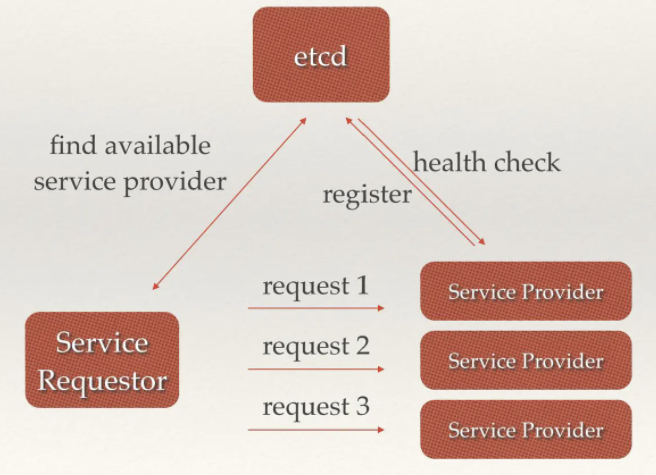 etcd
find available
service provider
health check
register
request 1
Service Provider
Service
Requestor
request 2
Service Provider
request 3
Service Provider